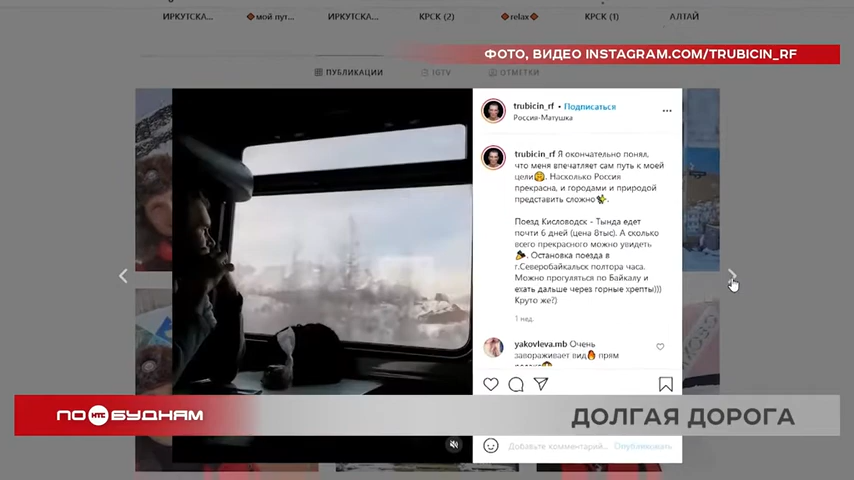 ИРКУТСКА...
мой пут...
ИРКУТСКА...
КРСК (2)
relax
КРСК (1)
АЛТАЙ
ФОТО, ВИДЕО INSTAGRAM.COM/TRUBICIN_RF
ПУБЛИКАЦИИ
IGTV
ОТМЕТКИ
trubicin_rf • Подписаться
Россия-Матушка
trubicin_rf Я окончательно понял,
что меня впечатляет сам путь к моей
цели😩. Насколько Россия
прекрасна, и городами и природой
представить сложно🌿.
Поезд Кисловодск - Тында едет
почти 6 дней (цена 8тыс). А сколько
всего прекрасного можно увидеть
. Остановка поезда в
г.Северобайкальск полтора часа.
Можно прогуляться по Байкалу и
ехать дальше через горные хрепты)))
Круто же?)
1 нед.
yakovleva.mb Очень
завораживает вид🔥 прям
ПО НТС БУДНЯМ
ДОЛГАЯ ДОРОГА
Добавьте комментарий... Опубликовать